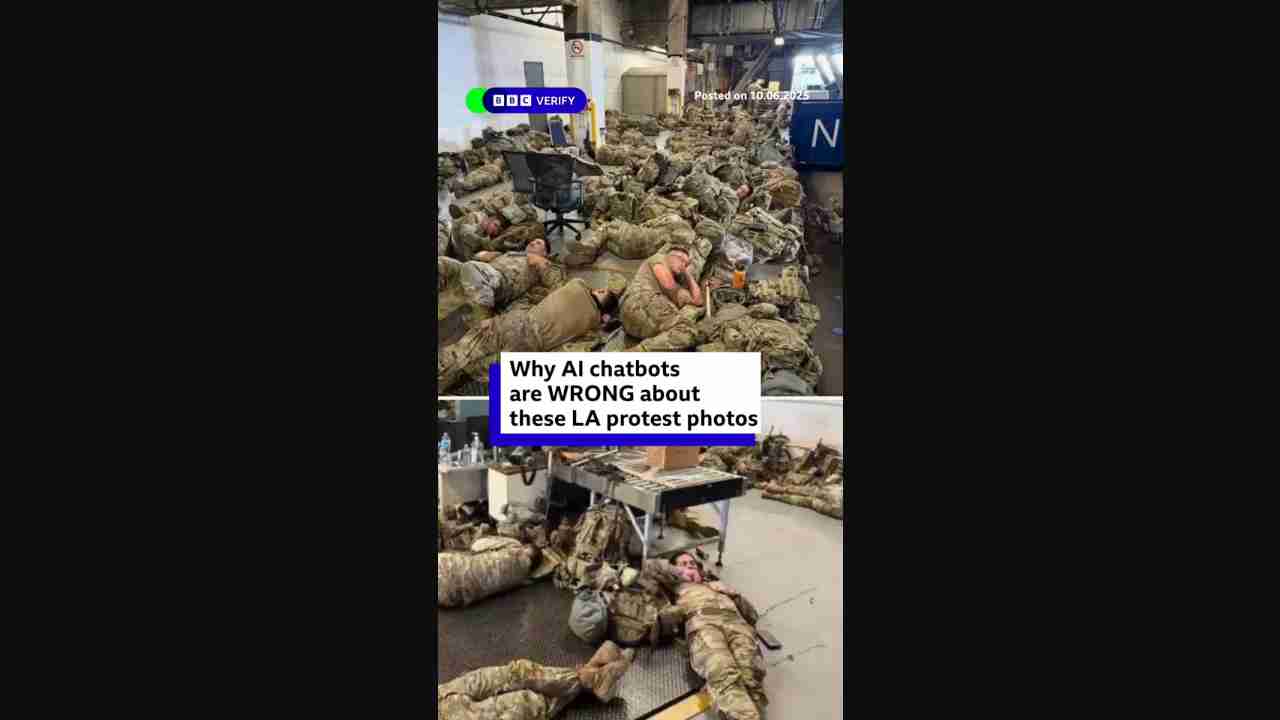 BBC VERIFY
Posted on 10.06.2025
N
Why AI chatbots
are WRONG about
these LA protest photos